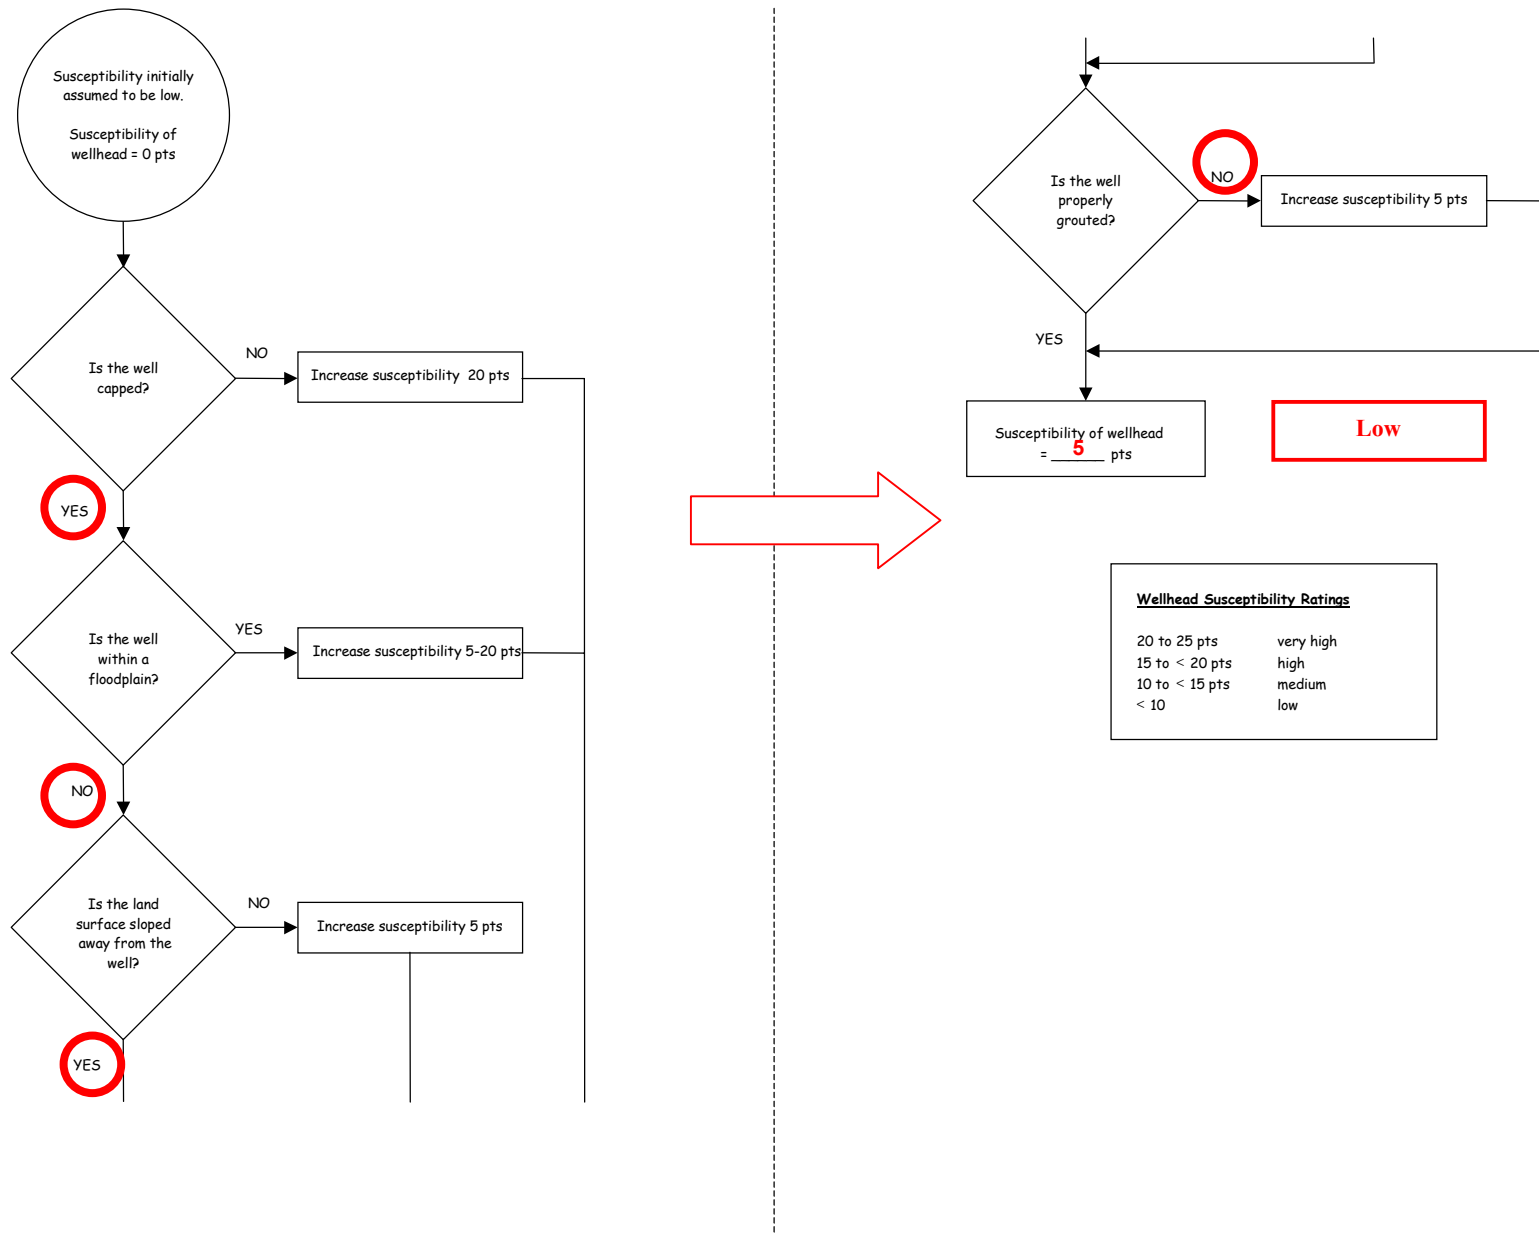 Susceptibility initially
assumed to be low.
Susceptibility of
wellhead = 0 pts
Is the well
capped?
NO
Increase susceptibility 20 pts
YES
Is the well
within a
floodplain?
YES
Increase susceptibility 5-20 pts
NO
Is the land
surface sloped
away from the
well?
NO
Increase susceptibility 5 pts
YES
Is the well
properly
grouted?
NO
Increase susceptibility 5 pts
YES
Susceptibility of wellhead
= ___5___ pts
Low
Wellhead Susceptibility Ratings
20 to 25 pts very high
15 to < 20 pts high
10 to < 15 pts medium
< 10 low